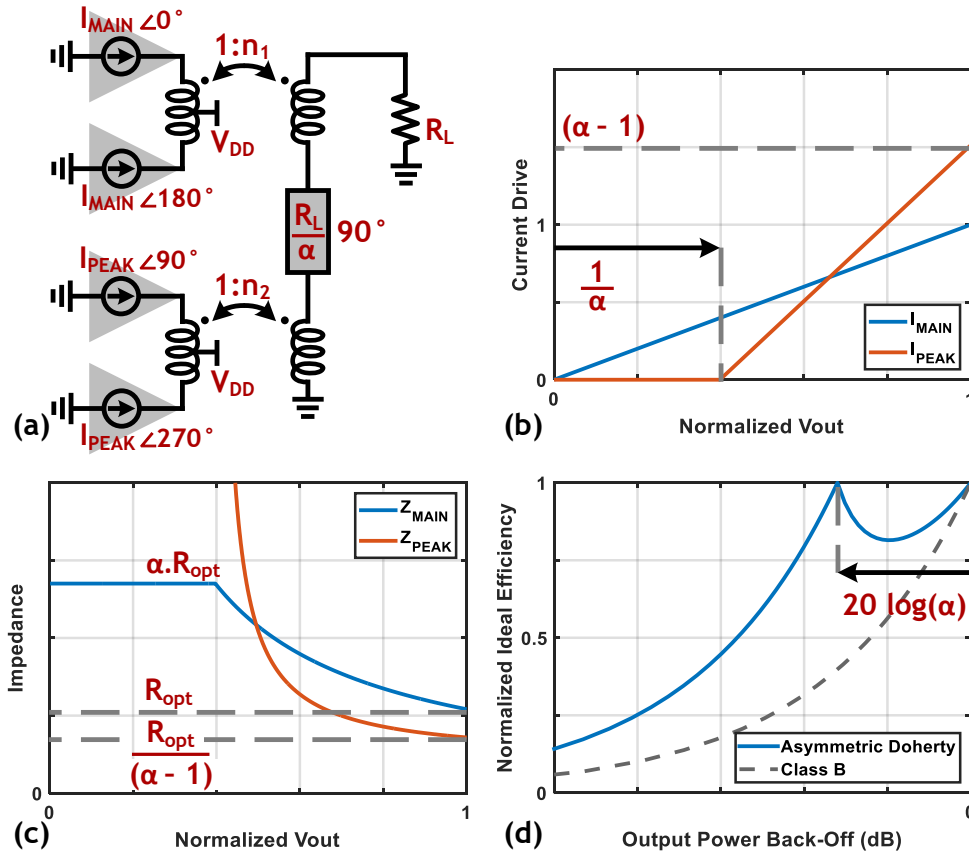 I_MAIN ∠0°
1:n₁
V_DD
R_L
I_MAIN ∠180°
R_L/α 90°
I_PEAK ∠90°
1:n₂
V_DD
I_PEAK ∠270°
(a)
(α - 1)
1
1/α
0
I_MAIN
I_PEAK
0
1
Current Drive
Normalized Vout
(b)
Z_MAIN
Z_PEAK
α.R_opt
R_opt
R_opt/(α - 1)
0
0
1
Impedance
Normalized Vout
(c)
1
0.5
0
20 log(α)
Asymmetric Doherty
Class B
0
Normalized Ideal Efficiency
Output Power Back-Off (dB)
(d)